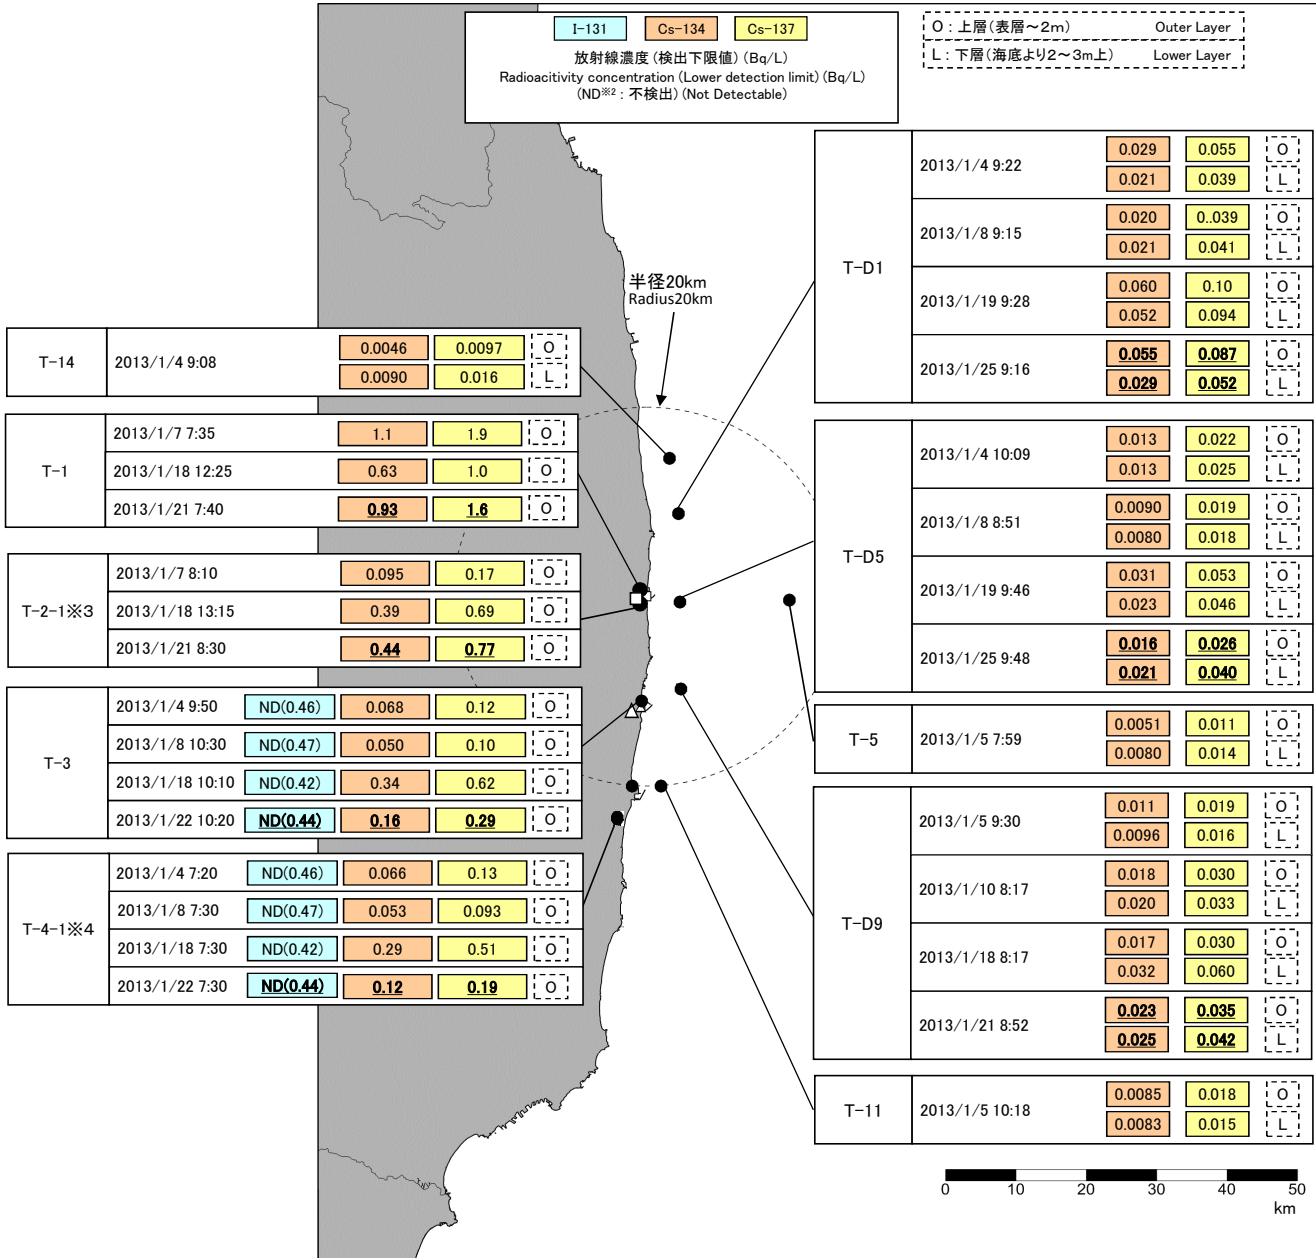 I-131 Cs-134 Cs-137
放射線濃度(検出下限値)(Bq/L)
Radioacitivity concentration (Lower detection limit) (Bq/L)
(ND※2 : 不検出) (Not Detectable)
O : 上層(表層～2m) Outer Layer
L : 下層(海底より2～3m上) Lower Layer
半径20km
Radius20km
T-14
2013/1/4 9:08 0.0046 0.0097 O
0.0090 0.016 L
T-1
2013/1/7 7:35 1.1 1.9 O
2013/1/18 12:25 0.63 1.0 O
2013/1/21 7:40 0.93 1.6 O
T-2-1※3
2013/1/7 8:10 0.095 0.17 O
2013/1/18 13:15 0.39 0.69 O
2013/1/21 8:30 0.44 0.77 O
T-3
2013/1/4 9:50 ND(0.46) 0.068 0.12 O
2013/1/8 10:30 ND(0.47) 0.050 0.10 O
2013/1/18 10:10 ND(0.42) 0.34 0.62 O
2013/1/22 10:20 ND(0.44) 0.16 0.29 O
T-4-1※4
2013/1/4 7:20 ND(0.46) 0.066 0.13 O
2013/1/8 7:30 ND(0.47) 0.053 0.093 O
2013/1/18 7:30 ND(0.42) 0.29 0.51 O
2013/1/22 7:30 ND(0.44) 0.12 0.19 O
T-D1
2013/1/4 9:22 0.029 0.055 O
0.021 0.039 L
2013/1/8 9:15 0.020 0..039 O
0.021 0.041 L
2013/1/19 9:28 0.060 0.10 O
0.052 0.094 L
2013/1/25 9:16 0.055 0.087 O
0.029 0.052 L
T-D5
2013/1/4 10:09 0.013 0.022 O
0.013 0.025 L
2013/1/8 8:51 0.0090 0.019 O
0.0080 0.018 L
2013/1/19 9:46 0.031 0.053 O
0.023 0.046 L
2013/1/25 9:48 0.016 0.026 O
0.021 0.040 L
T-5
2013/1/5 7:59 0.0051 0.011 O
0.0080 0.014 L
T-D9
2013/1/5 9:30 0.011 0.019 O
0.0096 0.016 L
2013/1/10 8:17 0.018 0.030 O
0.020 0.033 L
2013/1/18 8:17 0.017 0.030 O
0.032 0.060 L
2013/1/21 8:52 0.023 0.035 O
0.025 0.042 L
T-11
2013/1/5 10:18 0.0085 0.018 O
0.0083 0.015 L
0 10 20 30 40 50
km